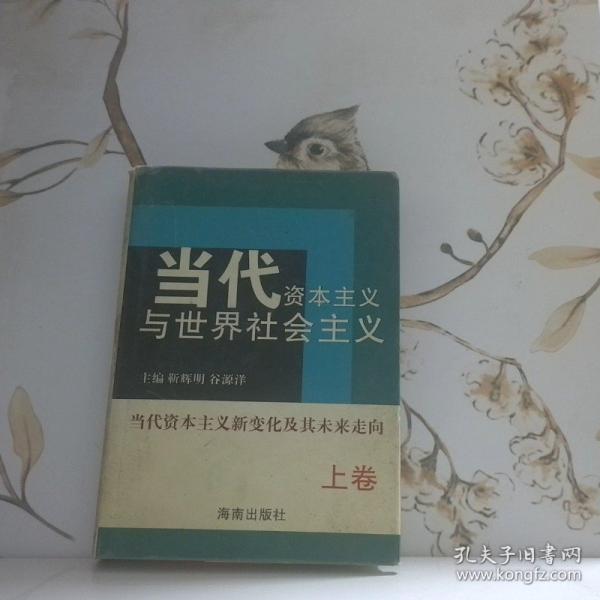 当代资本主义
与世界社会主义
主编 靳辉明 谷源洋
当代资本主义新变化及其未来走向
上卷
海南出版社
孔夫子旧书网
www.kongfz.com